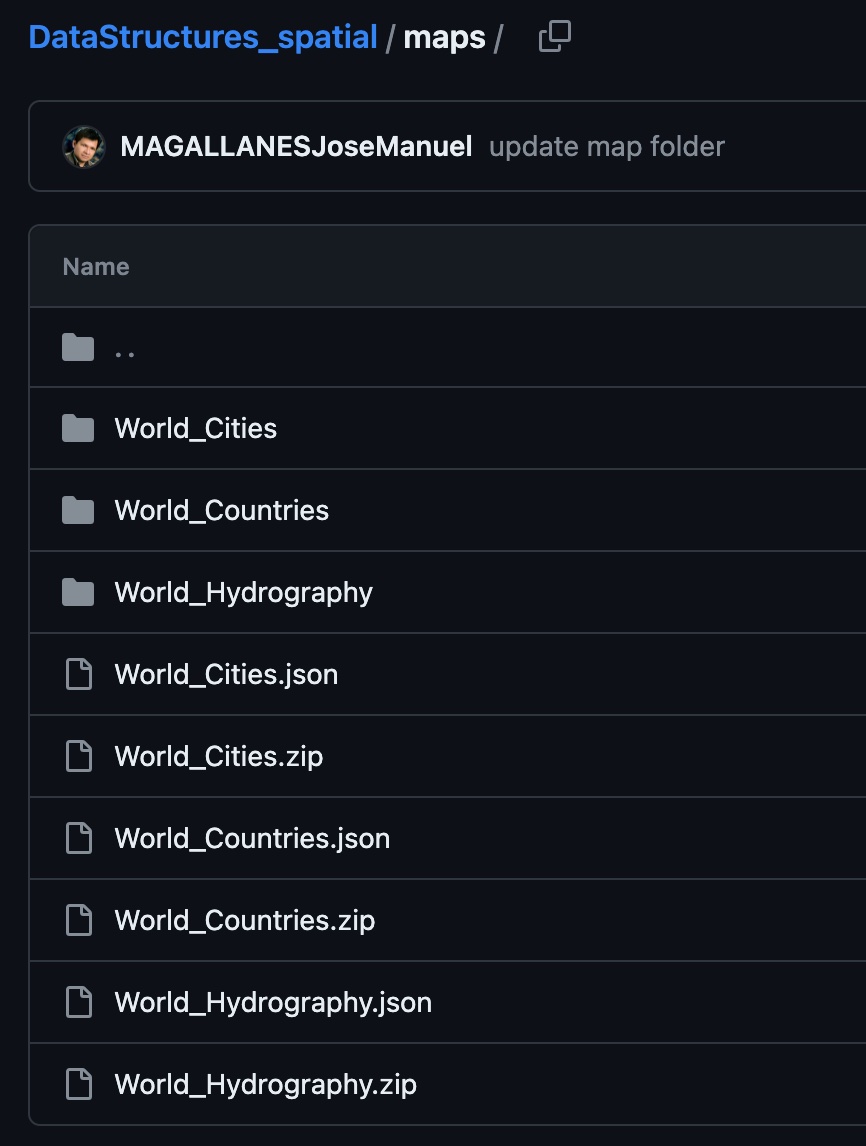 DataStructures_spatial / maps /
MAGALLANESJoseManuel update map folder
Name
..
World_Cities
World_Countries
World_Hydrography
World_Cities.json
World_Cities.zip
World_Countries.json
World_Countries.zip
World_Hydrography.json
World_Hydrography.zip